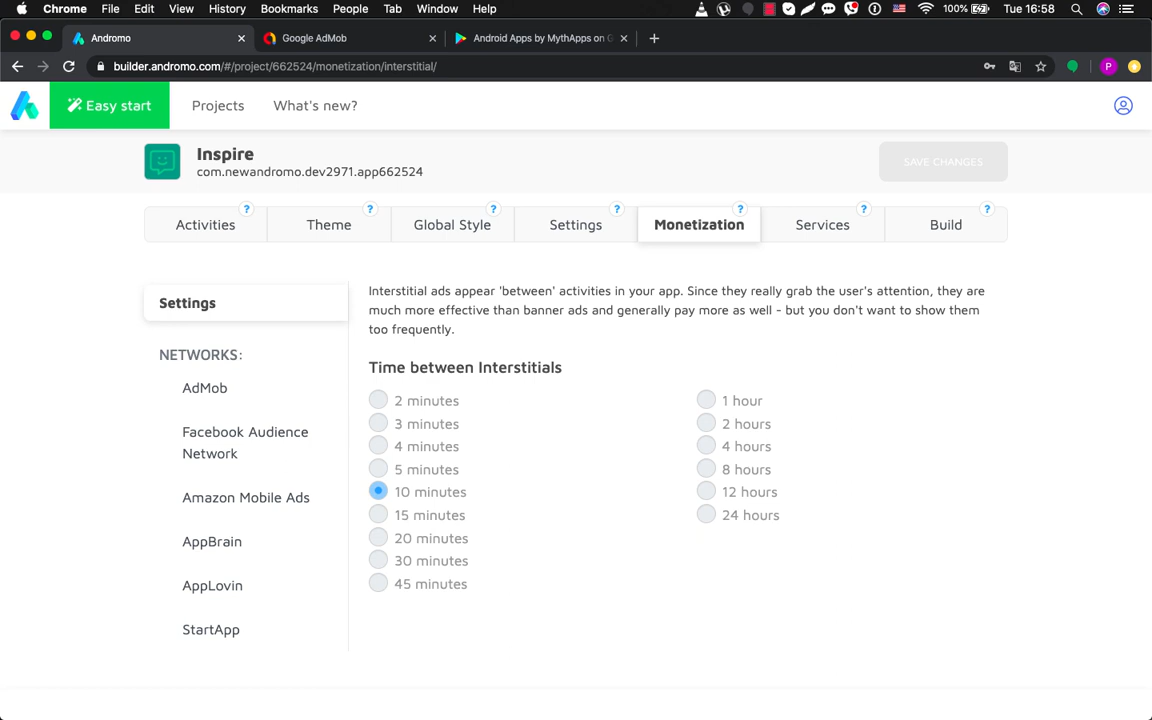 Chrome File Edit View History Bookmarks People Tab Window Help 100% Tue 16:58
Andromo
Google AdMob
Android Apps by MythApps on G
builder.andromo.com/#/project/662524/monetization/interstitial/
P
Easy start
Projects
What's new?
Inspire
com.newandromo.dev2971.app662524
SAVE CHANGES
Activities ?
Theme ?
Global Style ?
Settings ?
Monetization ?
Services ?
Build ?
Settings
NETWORKS:
AdMob
Facebook Audience
Network
Amazon Mobile Ads
AppBrain
AppLovin
StartApp
Interstitial ads appear 'between' activities in your app. Since they really grab the user's attention, they are
much more effective than banner ads and generally pay more as well - but you don't want to show them
too frequently.
Time between Interstitials
2 minutes
3 minutes
4 minutes
5 minutes
10 minutes
15 minutes
20 minutes
30 minutes
45 minutes
1 hour
2 hours
4 hours
8 hours
12 hours
24 hours